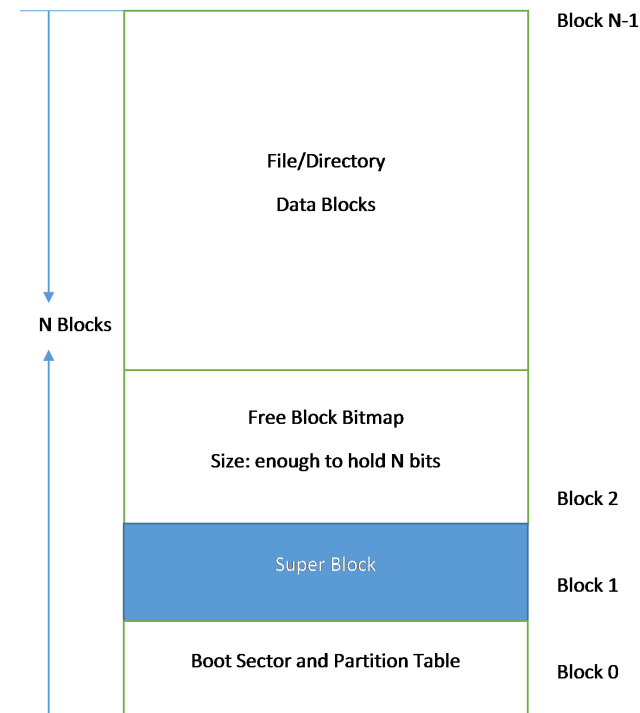 Block N-1
File/Directory
Data Blocks
N Blocks
Free Block Bitmap
Size: enough to hold N bits
Block 2
Super Block
Block 1
Boot Sector and Partition Table
Block 0